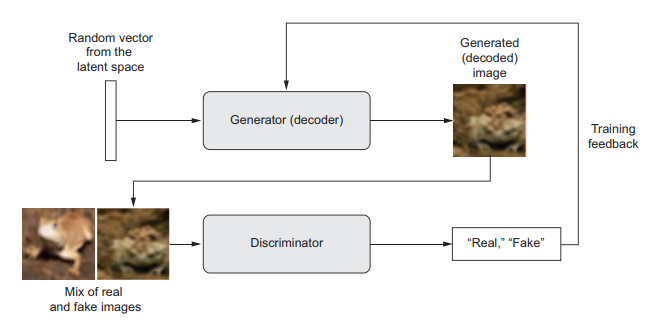 Random vector
from the
latent space
Generator (decoder)
Generated
(decoded)
image
Training
feedback
Discriminator
“Real,” “Fake”
Mix of real
and fake images